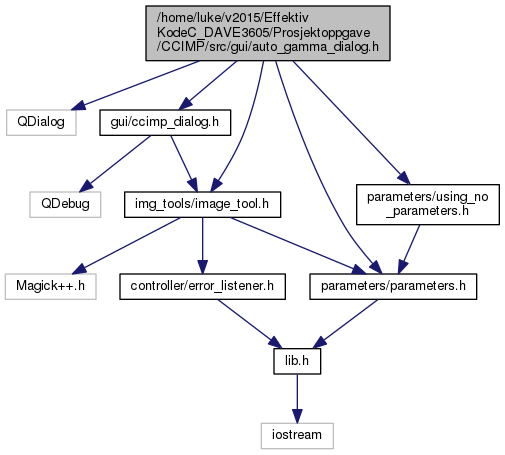 /home/luke/v2015/Effektiv
KodeC_DAVE3605/Prosjektoppgave
/CCIMP/src/gui/auto_gamma_dialog.h
QDialog
gui/ccimp_dialog.h
QDebug
img_tools/image_tool.h
parameters/using_no
_parameters.h
Magick++.h
controller/error_listener.h
parameters/parameters.h
lib.h
iostream